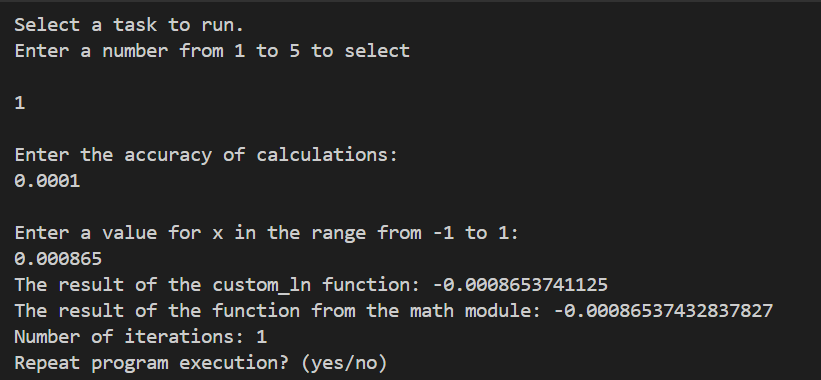 Select a task to run.
Enter a number from 1 to 5 to select
1
Enter the accuracy of calculations:
0.0001
Enter a value for x in the range from -1 to 1:
0.000865
The result of the custom_ln function: -0.0008653741125
The result of the function from the math module: -0.00086537432837827
Number of iterations: 1
Repeat program execution? (yes/no)